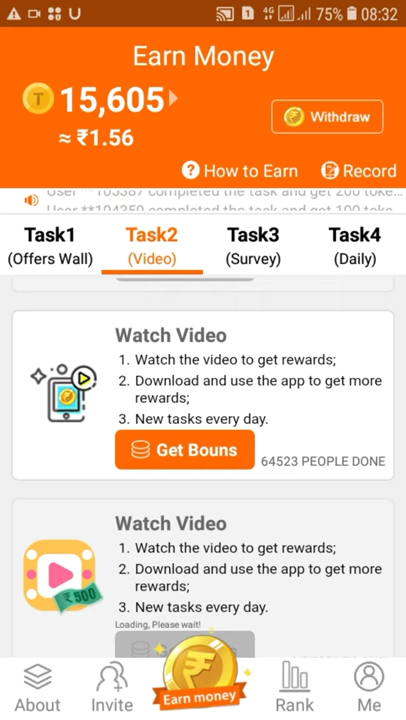 4G 1 75% 08:32
Earn Money
T 15,605
≈ ₹1.56
Withdraw
? How to Earn Record
User **105387 completed the task and get 200 toke...
User **104350 completed the task and get 100 toke...
Task1 Task2 Task3 Task4
(Offers Wall) (Video) (Survey) (Daily)
Watch Video
1. Watch the video to get rewards;
2. Download and use the app to get more
rewards;
3. New tasks every day.
Get Bouns
64523 PEOPLE DONE
Watch Video
1. Watch the video to get rewards;
2. Download and use the app to get more
rewards;
₹500
3. New tasks every day.
Loading, Please wait!
₹
Earn money
About Invite Rank Me